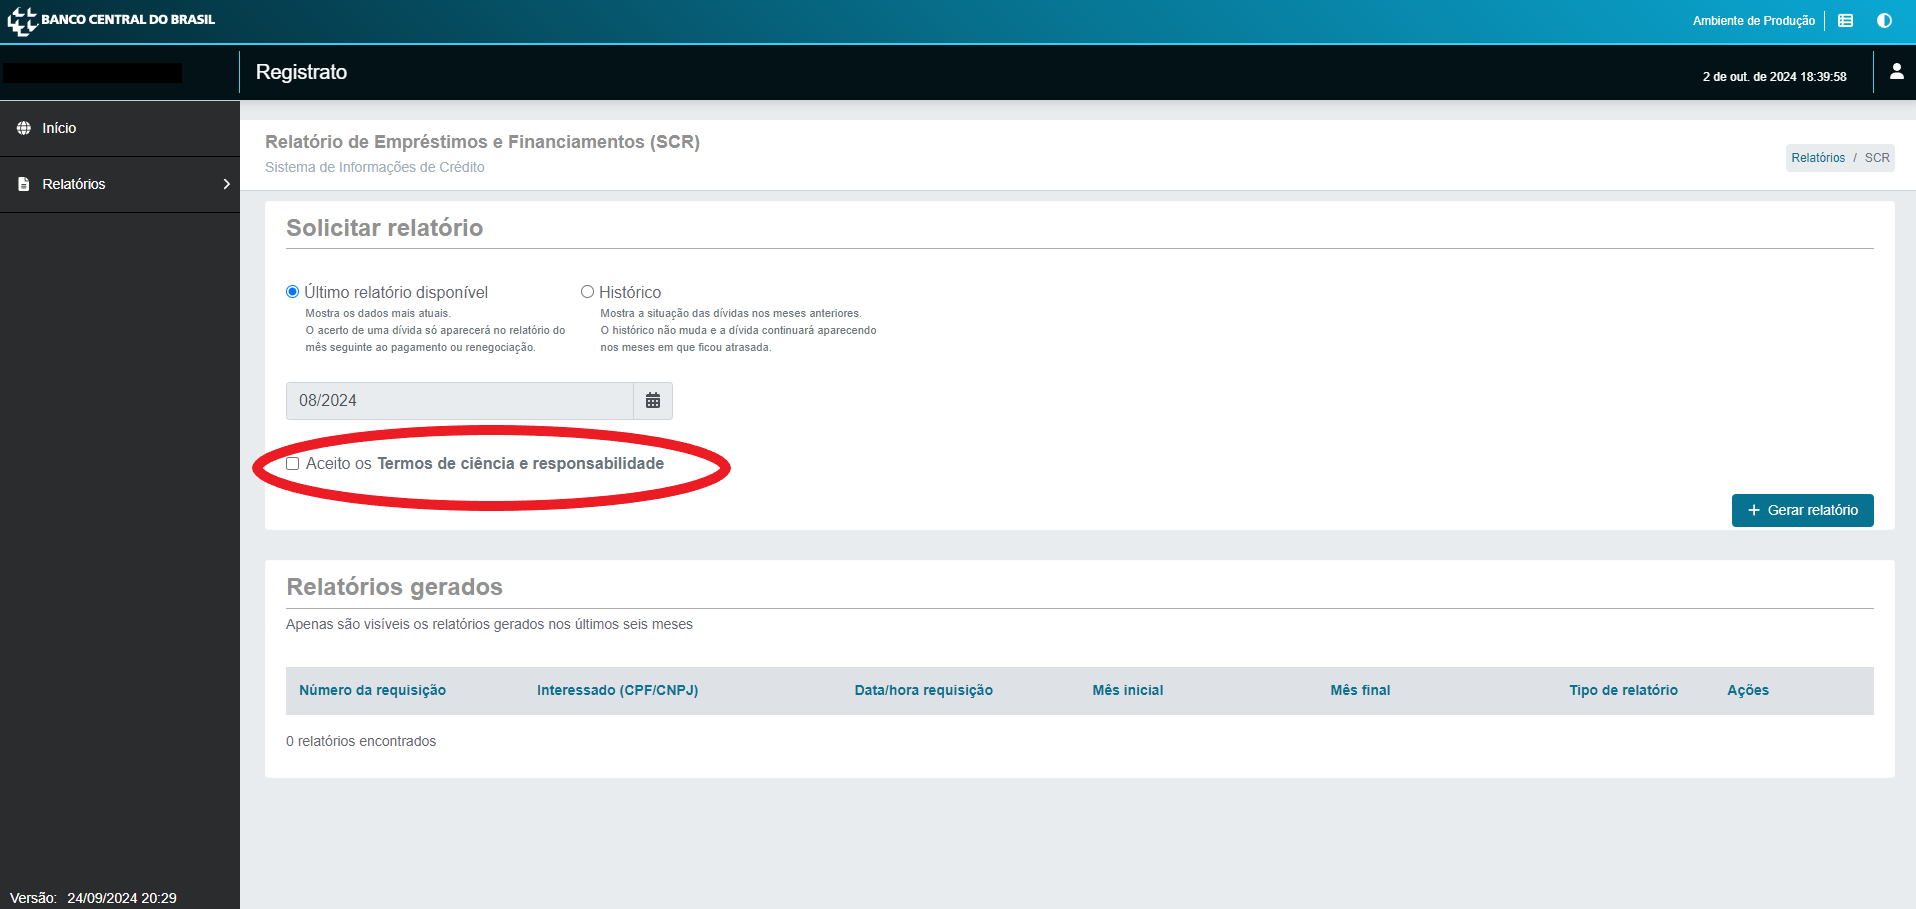 BANCO CENTRAL DO BRASIL
Ambiente de Produção
Registrato
2 de out. de 2024 18:39:58
Início
Relatórios
Relatório de Empréstimos e Financiamentos (SCR)
Sistema de Informações de Crédito
Relatórios / SCR
Solicitar relatório
Último relatório disponível
Mostra os dados mais atuais.
O acerto de uma dívida só aparecerá no relatório do
mês seguinte ao pagamento ou renegociação.
Histórico
Mostra a situação das dívidas nos meses anteriores.
O histórico não muda e a dívida continuará aparecendo
nos meses em que ficou atrasada.
08/2024
Aceito os Termos de ciência e responsabilidade
+ Gerar relatório
Relatórios gerados
Apenas são visíveis os relatórios gerados nos últimos seis meses
Número da requisição Interessado (CPF/CNPJ) Data/hora requisição Mês inicial Mês final Tipo de relatório Ações
0 relatórios encontrados
Versão: 24/09/2024 20:29